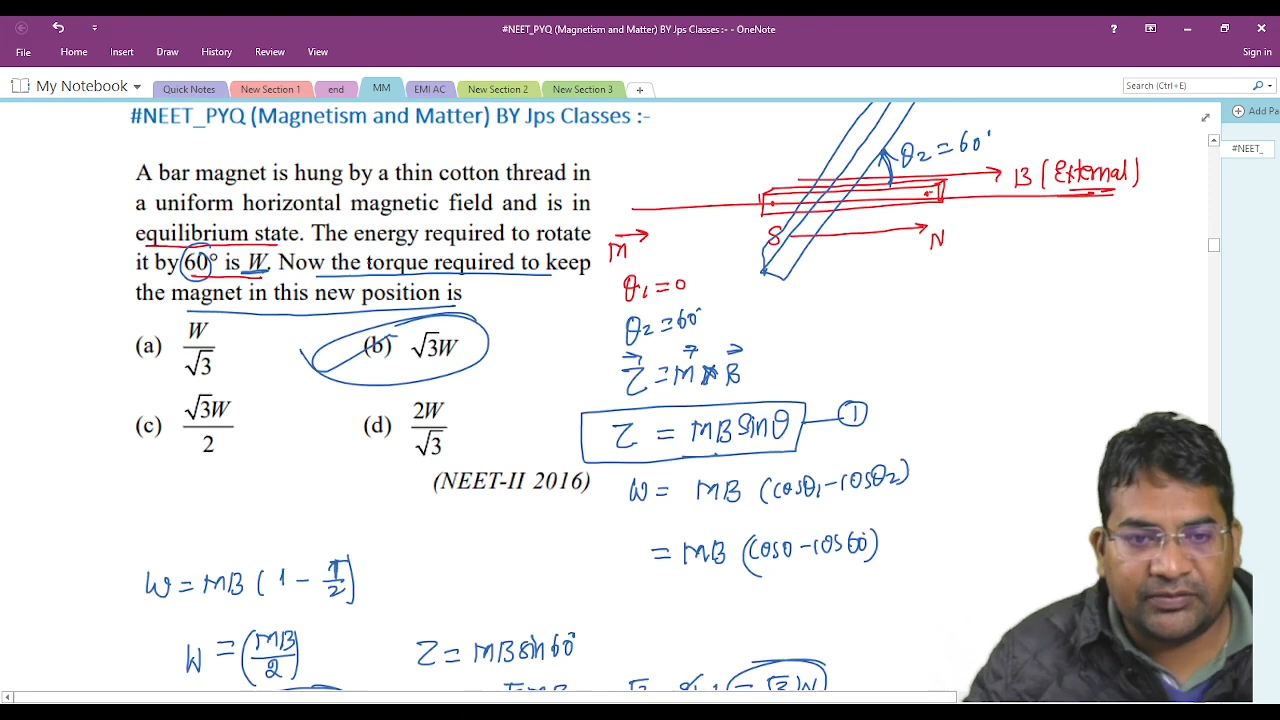 #NEET_PYQ (Magnetism and Matter) BY Jps Classes :- - OneNote
?
File
Home
Insert
Draw
History
Review
View
Sign in
My Notebook
Quick Notes
New Section 1
end
MM
EMI AC
New Section 2
New Section 3
+
Search (Ctrl+E)
Add Pa
#NEET_
#NEET_PYQ (Magnetism and Matter) BY Jps Classes :-
A bar magnet is hung by a thin cotton thread in
a uniform horizontal magnetic field and is in
equilibrium state. The energy required to rotate
it by 60° is W. Now the torque required to keep
the magnet in this new position is
(a) W/√3
(b) √3W
(c) √3W/2
(d) 2W/√3
(NEET-II 2016)
θ2 = 60°
B (External)
S
N
M
θ1 = 0
θ2 = 60°
τ = M × B
τ = MB sinθ
1
W = MB (cosθ1 - cosθ2)
= MB (cos0 - cos60°)
W = MB (1 - 1/2)
W = (MB/2)
τ = MB sin60°